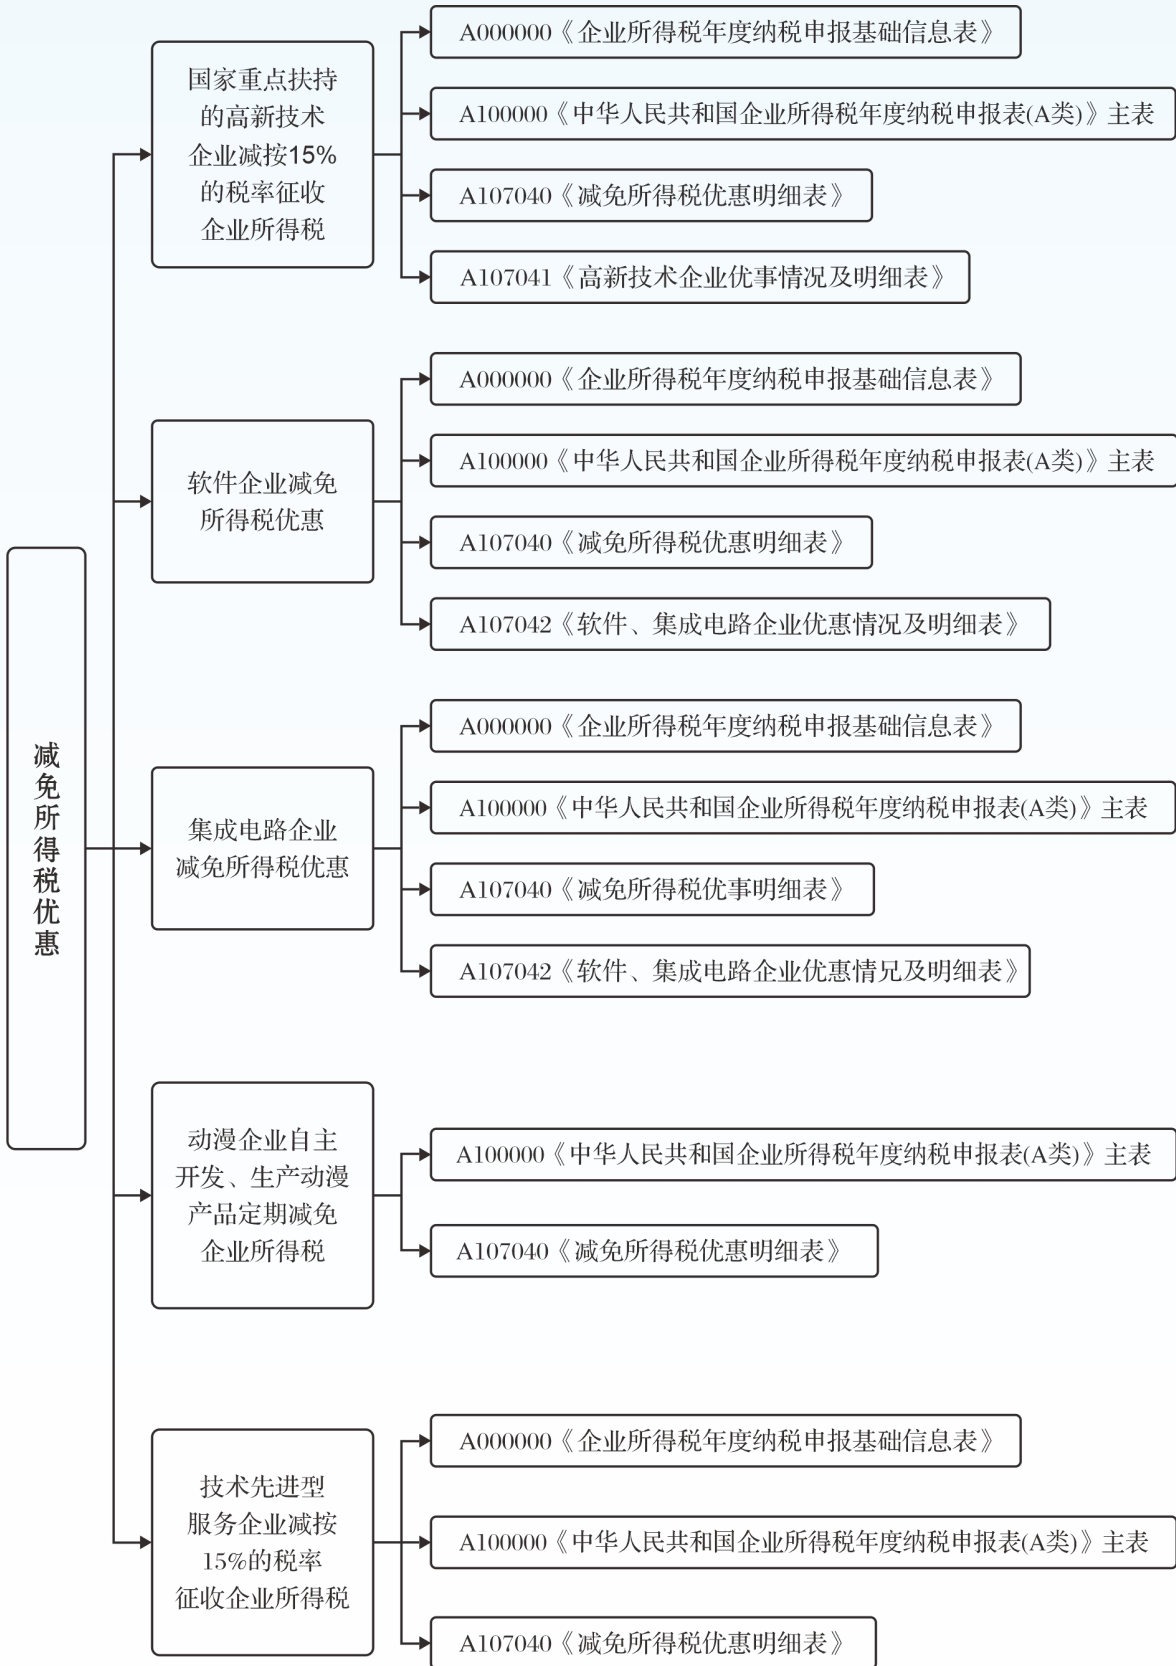 减免所得税优惠
国家重点扶持
的高新技术
企业减按15%
的税率征收
企业所得税
A000000《企业所得税年度纳税申报基础信息表》
A100000《中华人民共和国企业所得税年度纳税申报表(A类)》主表
A107040《减免所得税优惠明细表》
A107041《高新技术企业优事情况及明细表》
软件企业减免
所得税优惠
A000000《企业所得税年度纳税申报基础信息表》
A100000《中华人民共和国企业所得税年度纳税申报表(A类)》主表
A107040《减免所得税优惠明细表》
A107042《软件、集成电路企业优惠情况及明细表》
集成电路企业
减免所得税优惠
A000000《企业所得税年度纳税申报基础信息表》
A100000《中华人民共和国企业所得税年度纳税申报表(A类)》主表
A107040《减免所得税优事明细表》
A107042《软件、集成电路企业优惠情兄及明细表》
动漫企业自主
开发、生产动漫
产品定期减免
企业所得税
A100000《中华人民共和国企业所得税年度纳税申报表(A类)》主表
A107040《减免所得税优惠明细表》
技术先进型
服务企业减按
15%的税率
征收企业所得税
A000000《企业所得税年度纳税申报基础信息表》
A100000《中华人民共和国企业所得税年度纳税申报表(A类)》主表
A107040《减免所得税优惠明细表》